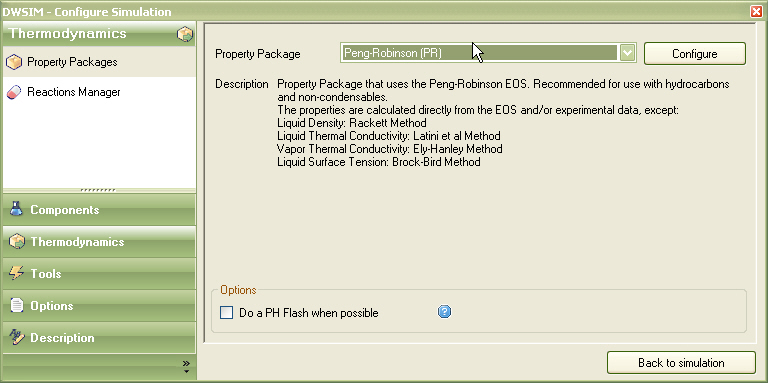 DWSIM - Configure Simulation
Thermodynamics
Property Packages
Reactions Manager
Components
Thermodynamics
Tools
Options
Description
Property Package
Peng-Robinson (PR)
Configure
Description
Property Package that uses the Peng-Robinson EOS. Recommended for use with hydrocarbons
and non-condensables.
The properties are calculated directly from the EOS and/or experimental data, except:
Liquid Density: Rackett Method
Liquid Thermal Conductivity: Latini et al Method
Vapor Thermal Conductivity: Ely-Hanley Method
Liquid Surface Tension: Brock-Bird Method
Options
Do a PH Flash when possible
?
Back to simulation